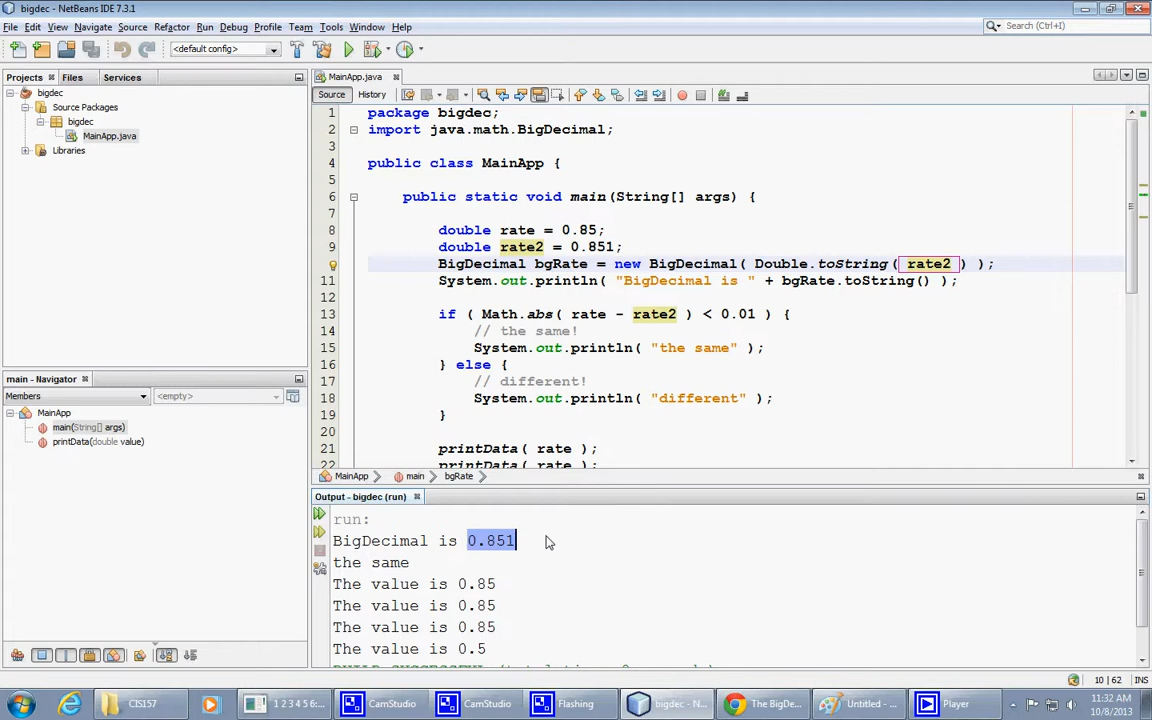 bigdec - NetBeans IDE 7.3.1
File Edit View Navigate Source Refactor Run Debug Profile Team Tools Window Help
Search (Ctrl+I)
<default config>
Projects Files Services
MainApp.java
Source History
bigdec
Source Packages
bigdec
MainApp.java
Libraries
1 package bigdec;
2 import java.math.BigDecimal;
3
4 public class MainApp {
5
6 public static void main(String[] args) {
7
8 double rate = 0.85;
9 double rate2 = 0.851;
BigDecimal bgRate = new BigDecimal( Double.toString( rate2 ) );
11 System.out.println( "BigDecimal is " + bgRate.toString() );
12
13 if ( Math.abs( rate - rate2 ) < 0.01 ) {
14 // the same!
15 System.out.println( "the same" );
16 } else {
17 // different!
18 System.out.println( "different" );
19 }
20
21 printData( rate );
22 printData( rate );
main - Navigator
Members <empty>
MainApp
main(String[] args)
printData(double value)
MainApp main bgRate
Output - bigdec (run)
run:
BigDecimal is 0.851
the same
The value is 0.85
The value is 0.85
The value is 0.85
The value is 0.5
10 | 62 INS
CIS157
1 2 3 4 5 6:...
CamStudio
CamStudio
Flashing
bigdec - N...
The BigDe...
Untitled - ...
Player
11:32 AM
10/8/2013